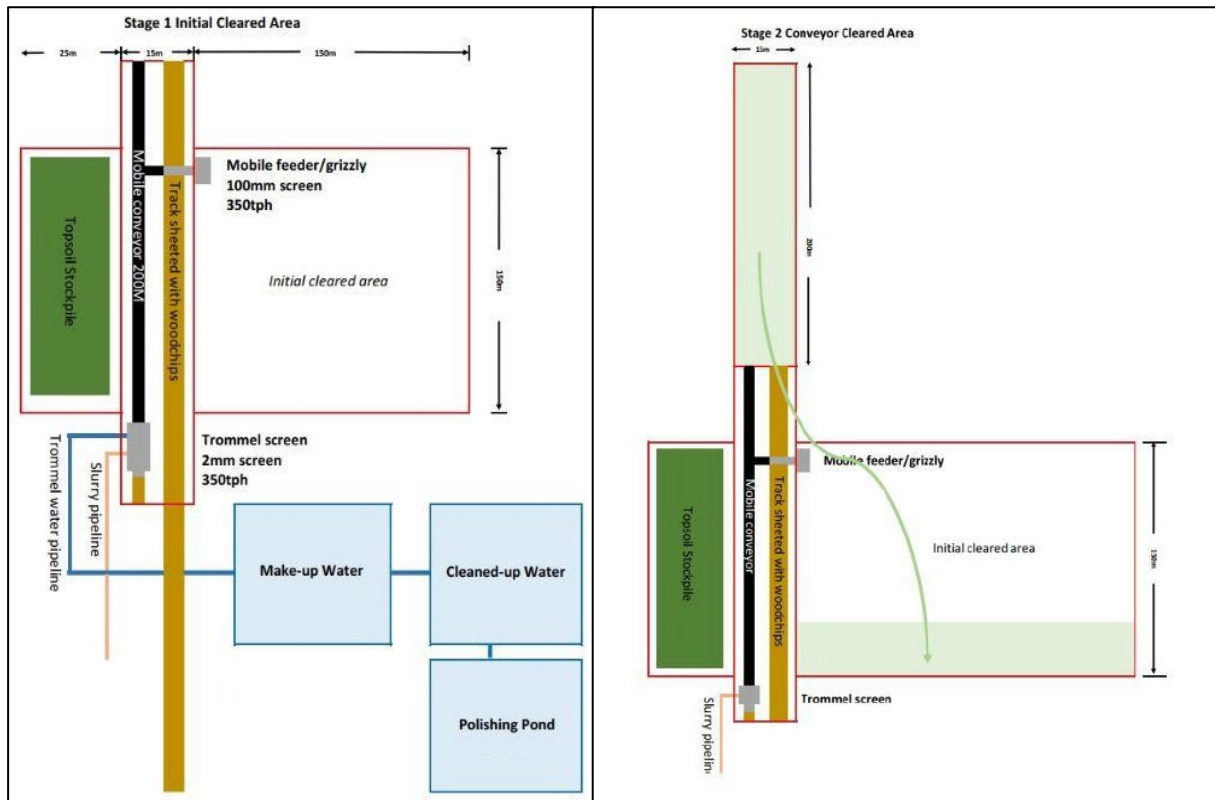 Stage 1 Initial Cleared Area
25m
15m
150m
Mobile conveyor 200M
Track sheeted with woodchips
Topsoil Stockpile
Mobile feeder/grizzly
100mm screen
350tph
Initial cleared area
150m
Trommel screen
2mm screen
350tph
Trommel water pipeline
Slurry pipeline
Make-up Water
Cleaned-up Water
Polishing Pond
Stage 2 Conveyor Cleared Area
15m
200m
Mobile feeder/grizzly
Topsoil Stockpile
Mobile conveyor
Track sheeted with woodchips
Initial cleared area
150m
Trommel screen
Slurry pipelin